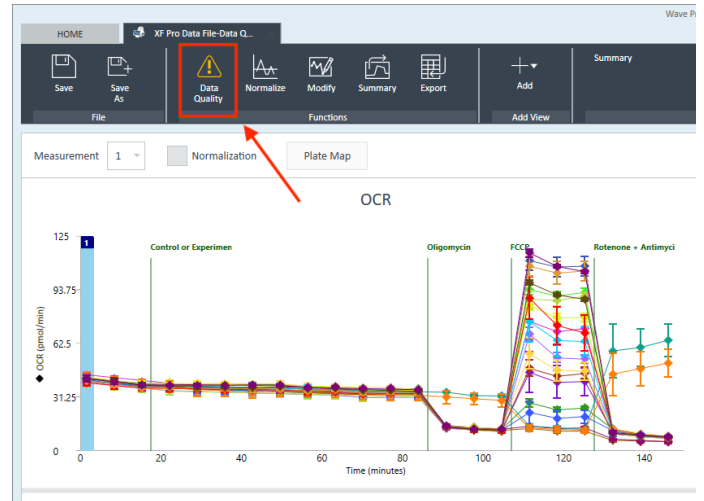 Wave Pr
HOME
XF Pro Data File-Data Q...
Save
Save As
Data Quality
Normalize
Modify
Summary
Export
Add
Summary
File
Functions
Add View
Measurement 1
Normalization
Plate Map
OCR
125
1
Control or Experimen
Oligomycin
FCCP
Rotenone + Antimyci
93.75
62.5
31.25
0
OCR (pmol/min)
0 20 40 60 80 100 120 140
Time (minutes)